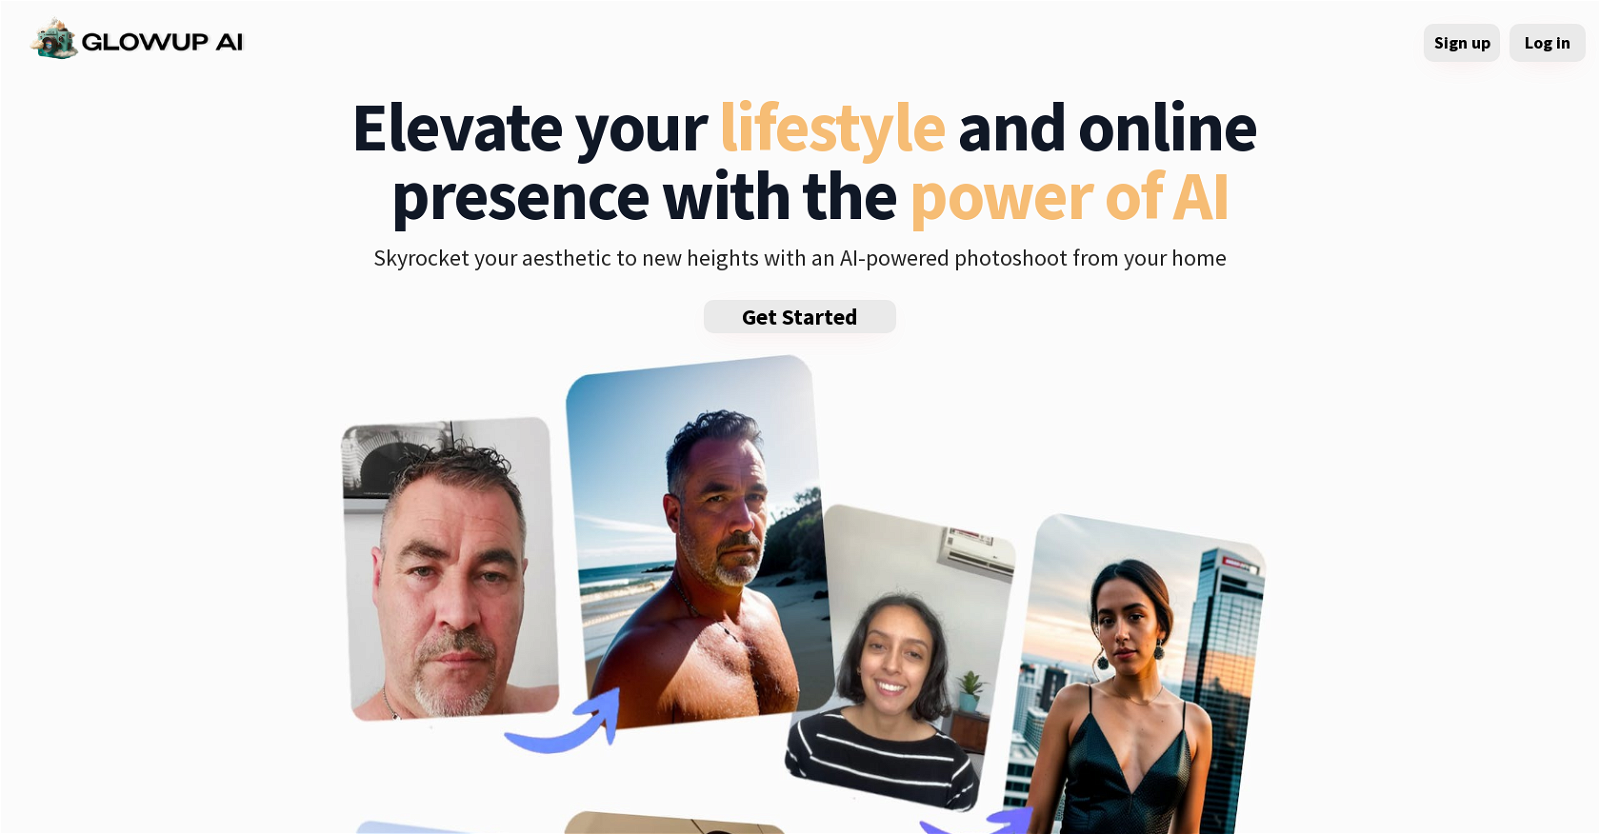 GLOWUP AI
Sign up
Log in
Elevate your lifestyle and online
presence with the power of AI
Skyrocket your aesthetic to new heights with an AI-powered photoshoot from your home
Get Started